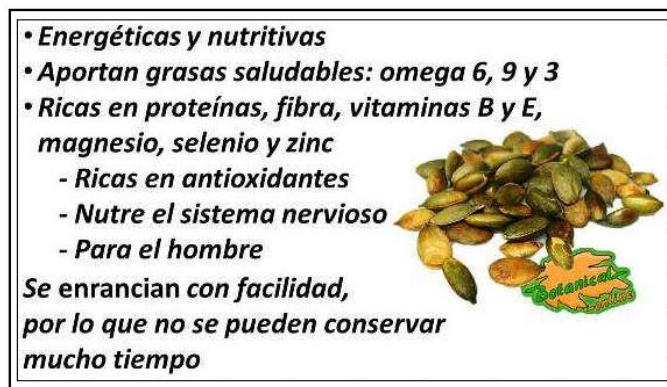 • Energéticas y nutritivas
• Aportan grasas saludables: omega 6, 9 y 3
• Ricas en proteínas, fibra, vitaminas B y E,
magnesio, selenio y zinc
- Ricas en antioxidantes
- Nutre el sistema nervioso
- Para el hombre
Se enrancian con facilidad,
por lo que no se pueden conservar
mucho tiempo
Botanical
online